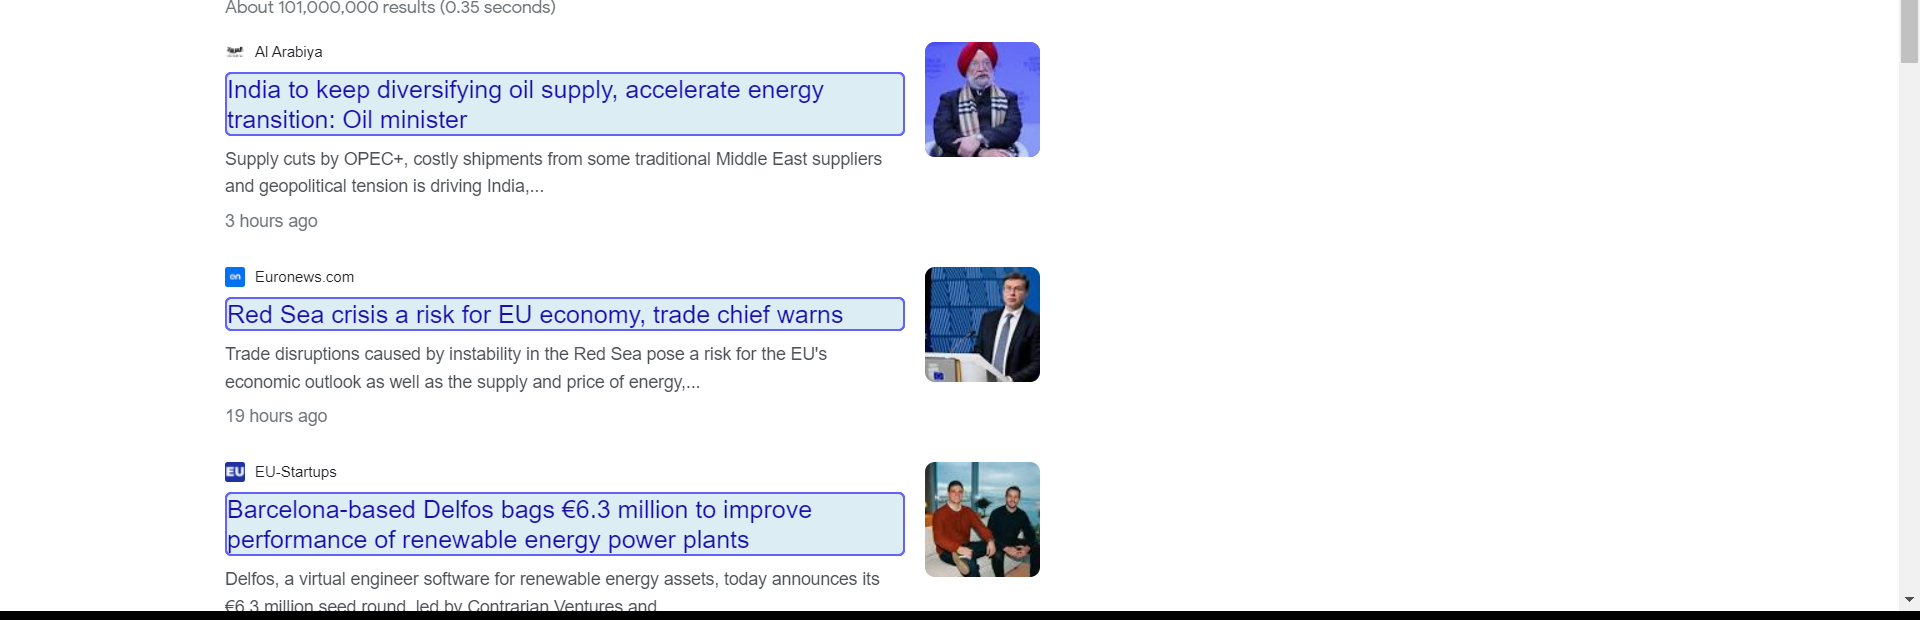 About 101,000,000 results (0.35 seconds)
Al Arabiya
India to keep diversifying oil supply, accelerate energy
transition: Oil minister
Supply cuts by OPEC+, costly shipments from some traditional Middle East suppliers
and geopolitical tension is driving India,...
3 hours ago
en Euronews.com
Red Sea crisis a risk for EU economy, trade chief warns
Trade disruptions caused by instability in the Red Sea pose a risk for the EU's
economic outlook as well as the supply and price of energy,...
19 hours ago
EU EU-Startups
Barcelona-based Delfos bags €6.3 million to improve
performance of renewable energy power plants
Delfos, a virtual engineer software for renewable energy assets, today announces its
€6.3 million seed round, led by Contrarian Ventures and